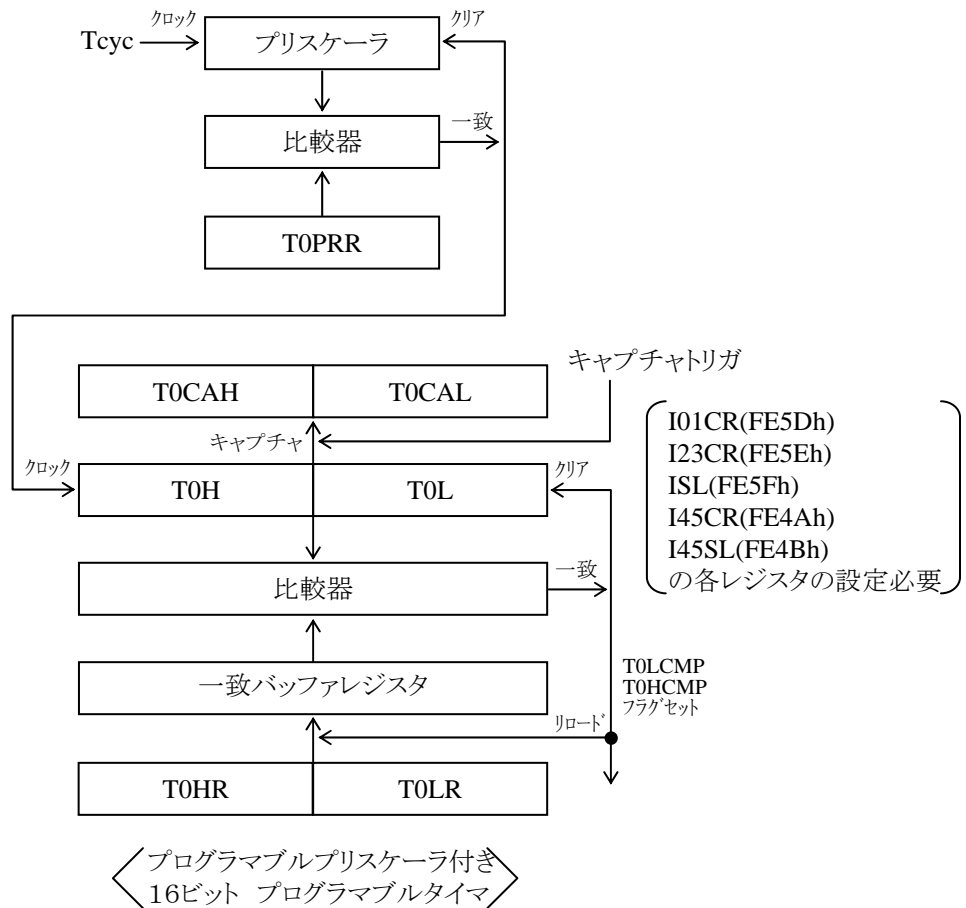 クロック
クリア
Tcyc
プリスケーラ
比較器
一致
T0PRR
キャプチャトリガ
T0CAH
T0CAL
I01CR(FE5Dh)
I23CR(FE5Eh)
ISL(FE5Fh)
I45CR(FE4Ah)
I45SL(FE4Bh)
の各レジスタの設定必要
キャプチャ
クロック
クリア
T0H
T0L
比較器
一致
一致バッファレジスタ
T0LCMP
T0HCMP
フラグセット
リロード
T0HR
T0LR
プログラマブルプリスケーラ付き
16ビット プログラマブルタイマ